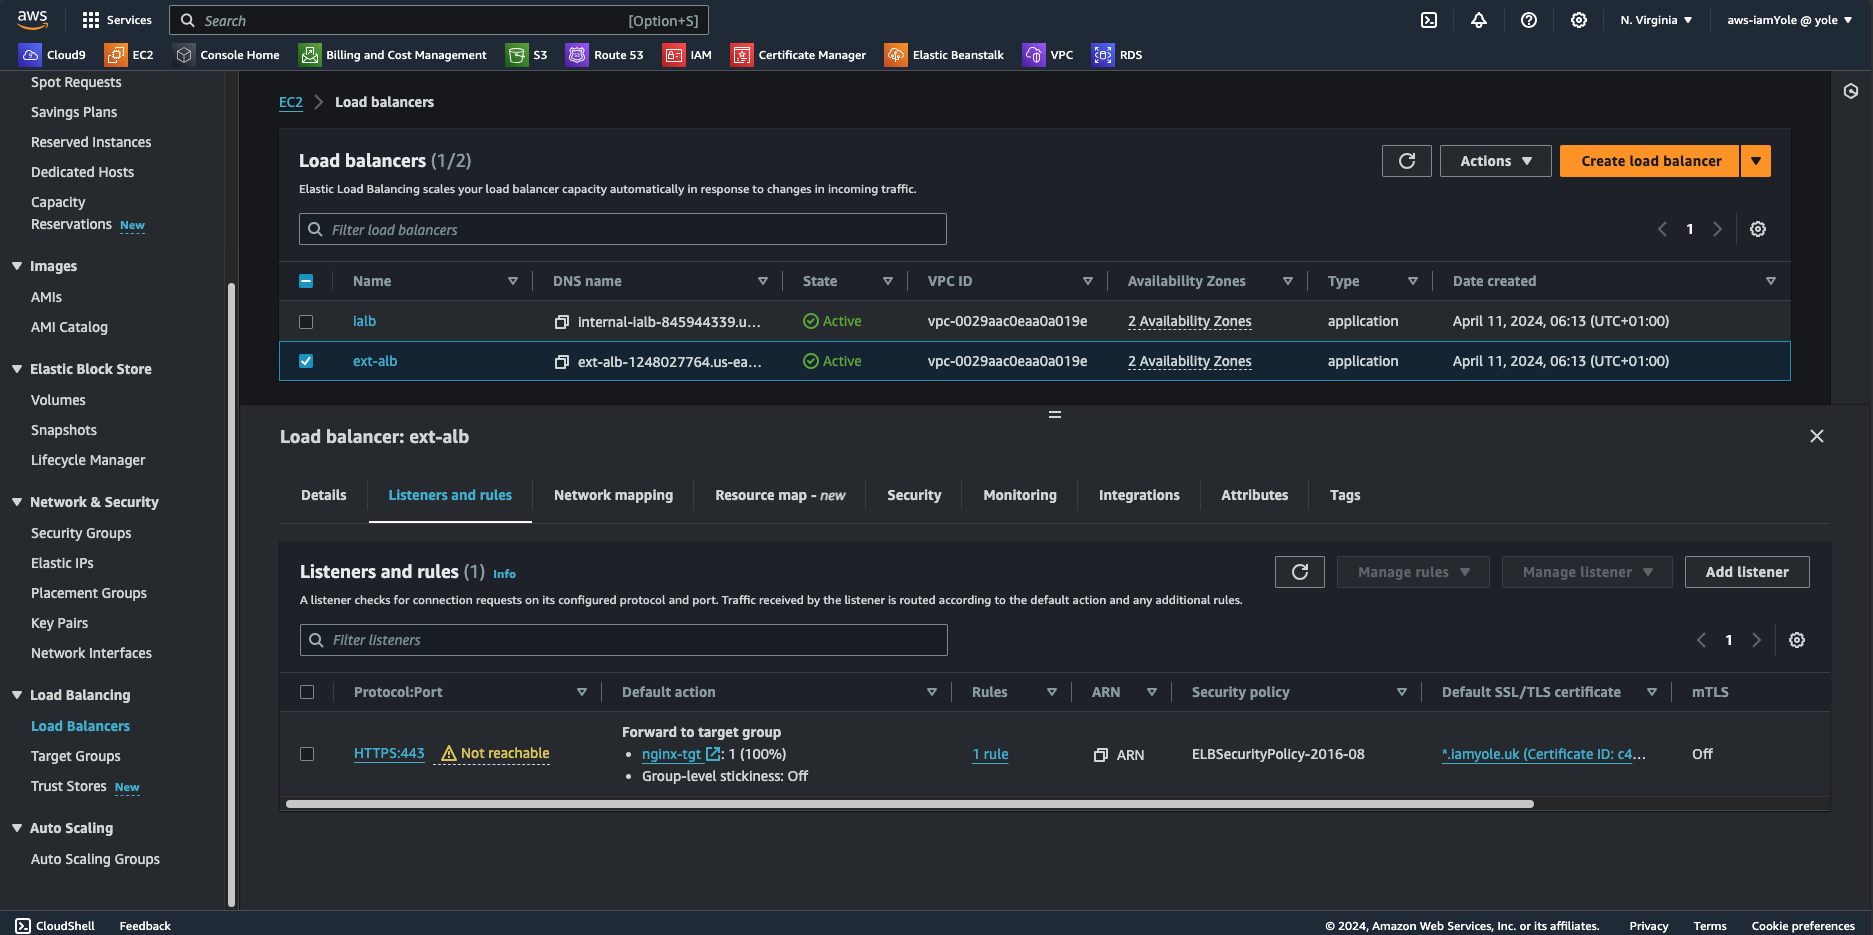 aws
Services
Search
[Option+S]
N. Virginia
aws-iamYole @ yole
Cloud9
EC2
Console Home
Billing and Cost Management
S3
Route 53
IAM
Certificate Manager
Elastic Beanstalk
VPC
RDS
Spot Requests
Savings Plans
Reserved Instances
Dedicated Hosts
Capacity
Reservations New
Images
AMIs
AMI Catalog
Elastic Block Store
Volumes
Snapshots
Lifecycle Manager
Network & Security
Security Groups
Elastic IPs
Placement Groups
Key Pairs
Network Interfaces
Load Balancing
Load Balancers
Target Groups
Trust Stores New
Auto Scaling
Auto Scaling Groups
EC2 Load balancers
Load balancers (1/2)
Actions
Create load balancer
Elastic Load Balancing scales your load balancer capacity automatically in response to changes in incoming traffic.
Filter load balancers
1
Name DNS name State VPC ID Availability Zones Type Date created
ialb internal-ialb-845944339.u... Active vpc-0029aac0eaa0a019e 2 Availability Zones application April 11, 2024, 06:13 (UTC+01:00)
ext-alb ext-alb-1248027764.us-ea... Active vpc-0029aac0eaa0a019e 2 Availability Zones application April 11, 2024, 06:13 (UTC+01:00)
Load balancer: ext-alb
Details Listeners and rules Network mapping Resource map - new Security Monitoring Integrations Attributes Tags
Listeners and rules (1) Info
Manage rules
Manage listener
Add listener
A listener checks for connection requests on its configured protocol and port. Traffic received by the listener is routed according to the default action and any additional rules.
Filter listeners
1
Protocol:Port Default action Rules ARN Security policy Default SSL/TLS certificate mTLS
Forward to target group
HTTPS:443 Not reachable • nginx-tgt : 1 (100%) 1 rule ARN ELBSecurityPolicy-2016-08 *.iamyole.uk (Certificate ID: c4... Off
• Group-level stickiness: Off
CloudShell Feedback
© 2024, Amazon Web Services, Inc. or its affiliates. Privacy Terms Cookie preferences